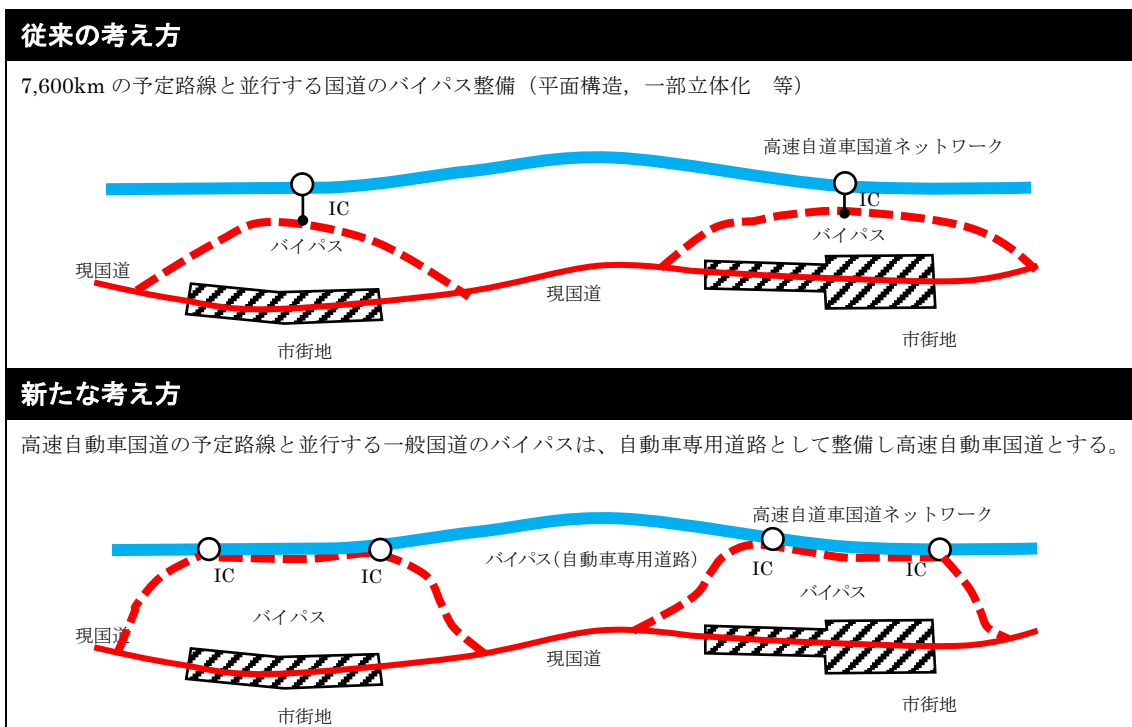 従来の考え方
7,600km の予定路線と並行する国道のバイパス整備（平面構造，一部立体化　等）
高速自道車国道ネットワーク
IC
IC
バイパス
バイパス
現国道
現国道
市街地
市街地
新たな考え方
高速自動車国道の予定路線と並行する一般国道のバイパスは、自動車専用道路として整備し高速自動車国道とする。
高速自道車国道ネットワーク
バイパス(自動車専用道路)
IC
IC
IC
IC
バイパス
バイパス
現国道
現国道
市街地
市街地